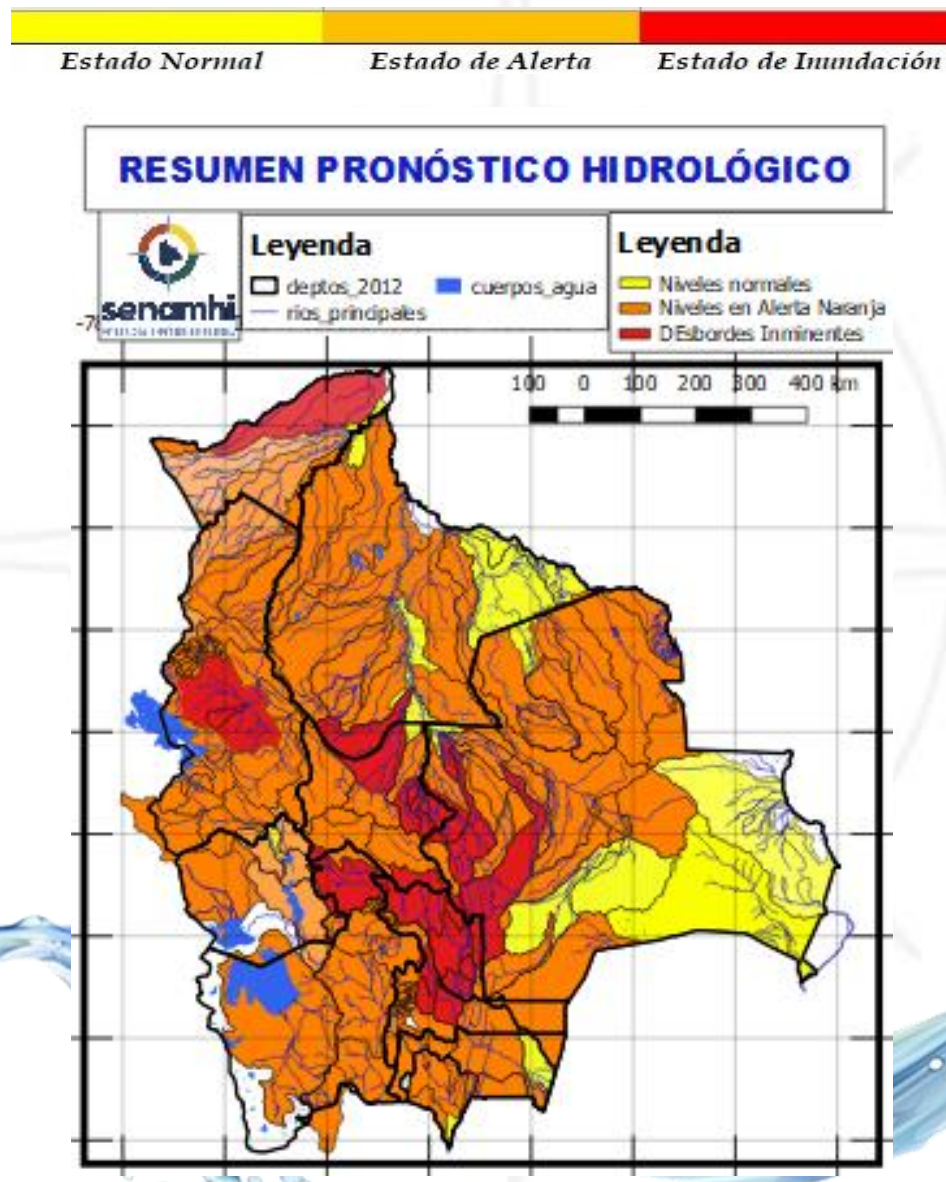 Estado Normal Estado de Alerta Estado de Inundación
RESUMEN PRONÓSTICO HIDROLÓGICO
senamhi
Leyenda
deptos_2012 cuerpos_agua
rios_principales
Leyenda
Niveles normales
Niveles en Alerta Naranja
DEsbordes Inminentes
100 0 100 200 300 400 km